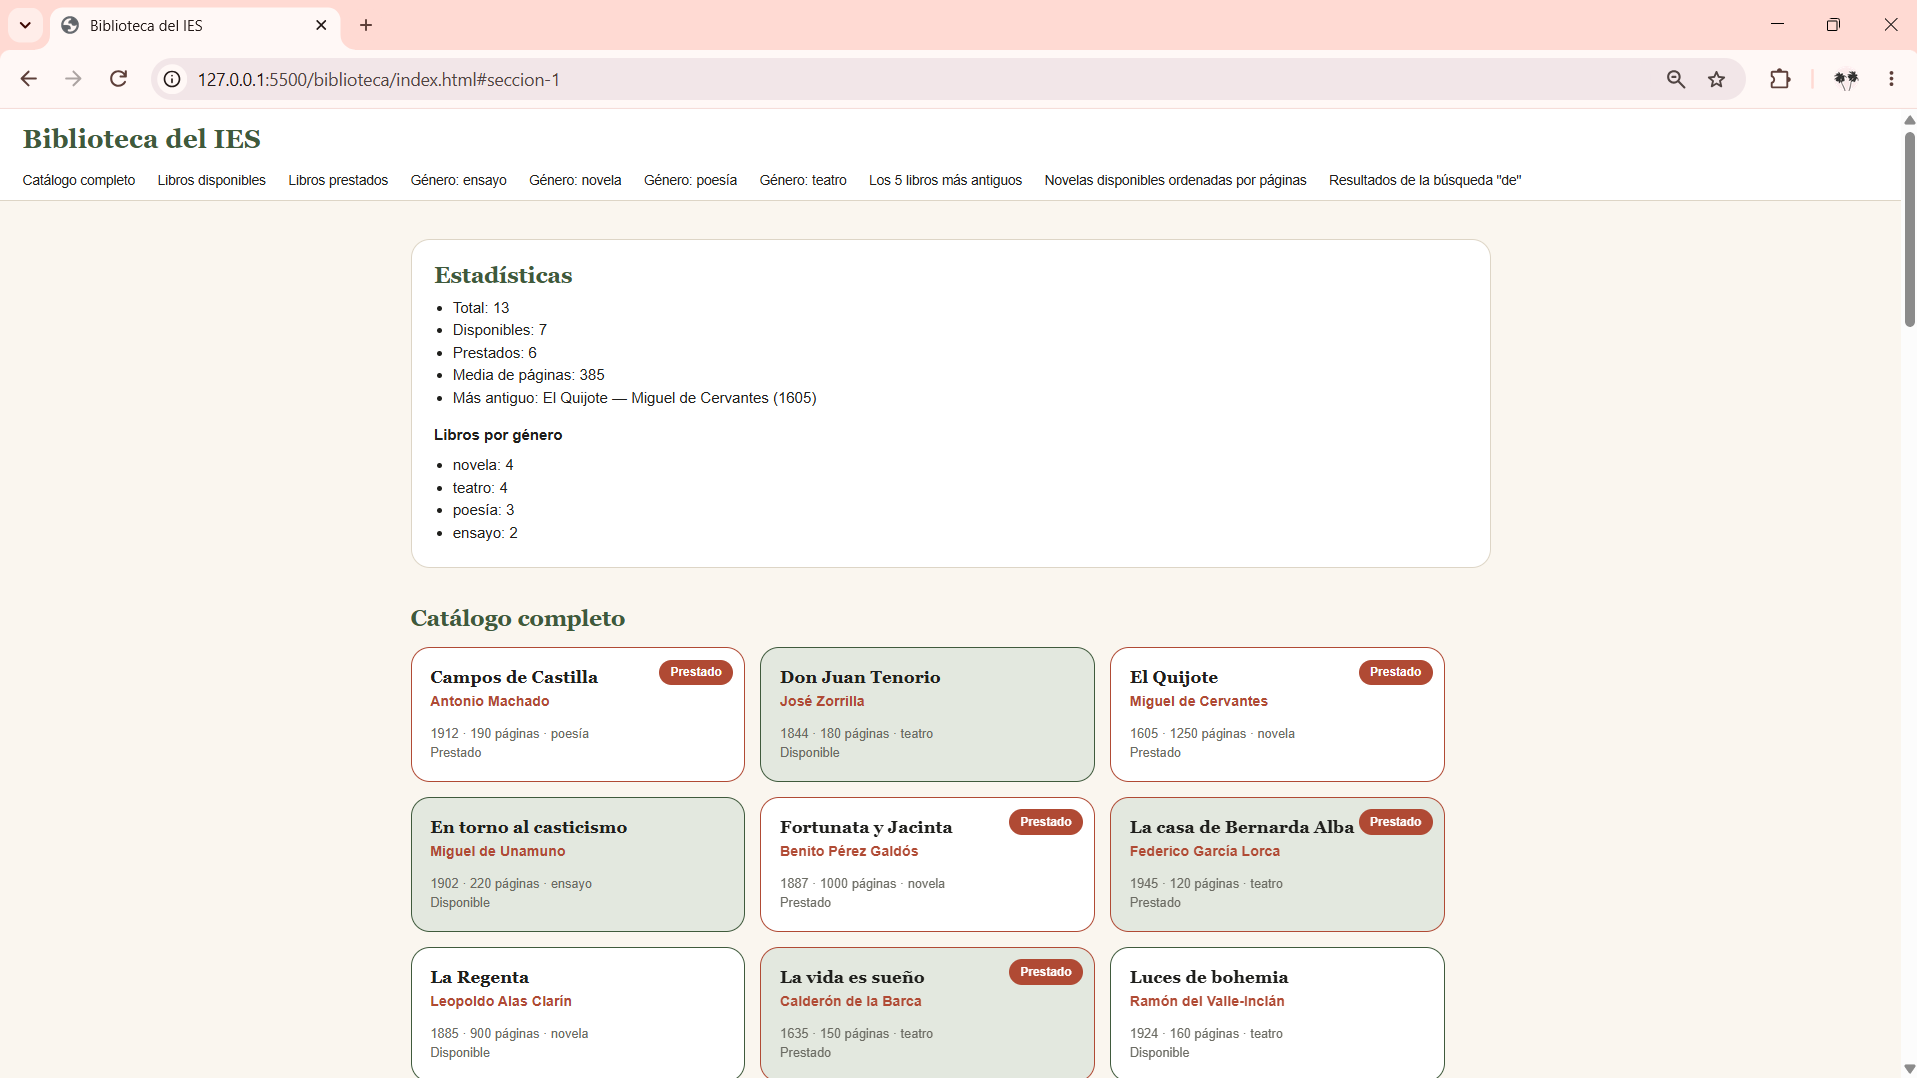 Biblioteca del IES
127.0.0.1:5500/biblioteca/index.html#seccion-1
Biblioteca del IES
Catálogo completo Libros disponibles Libros prestados Género: ensayo Género: novela Género: poesía Género: teatro Los 5 libros más antiguos Novelas disponibles ordenadas por páginas Resultados de la búsqueda "de"
Estadísticas
• Total: 13
• Disponibles: 7
• Prestados: 6
• Media de páginas: 385
• Más antiguo: El Quijote — Miguel de Cervantes (1605)
Libros por género
• novela: 4
• teatro: 4
• poesía: 3
• ensayo: 2
Catálogo completo
Campos de Castilla
Prestado
Antonio Machado
1912 · 190 páginas · poesía
Prestado
Don Juan Tenorio
José Zorrilla
1844 · 180 páginas · teatro
Disponible
El Quijote
Prestado
Miguel de Cervantes
1605 · 1250 páginas · novela
Prestado
En torno al casticismo
Miguel de Unamuno
1902 · 220 páginas · ensayo
Disponible
Fortunata y Jacinta
Prestado
Benito Pérez Galdós
1887 · 1000 páginas · novela
Prestado
La casa de Bernarda Alba
Prestado
Federico García Lorca
1945 · 120 páginas · teatro
Prestado
La Regenta
Leopoldo Alas Clarín
1885 · 900 páginas · novela
Disponible
La vida es sueño
Prestado
Calderón de la Barca
1635 · 150 páginas · teatro
Prestado
Luces de bohemia
Ramón del Valle-Inclán
1924 · 160 páginas · teatro
Disponible